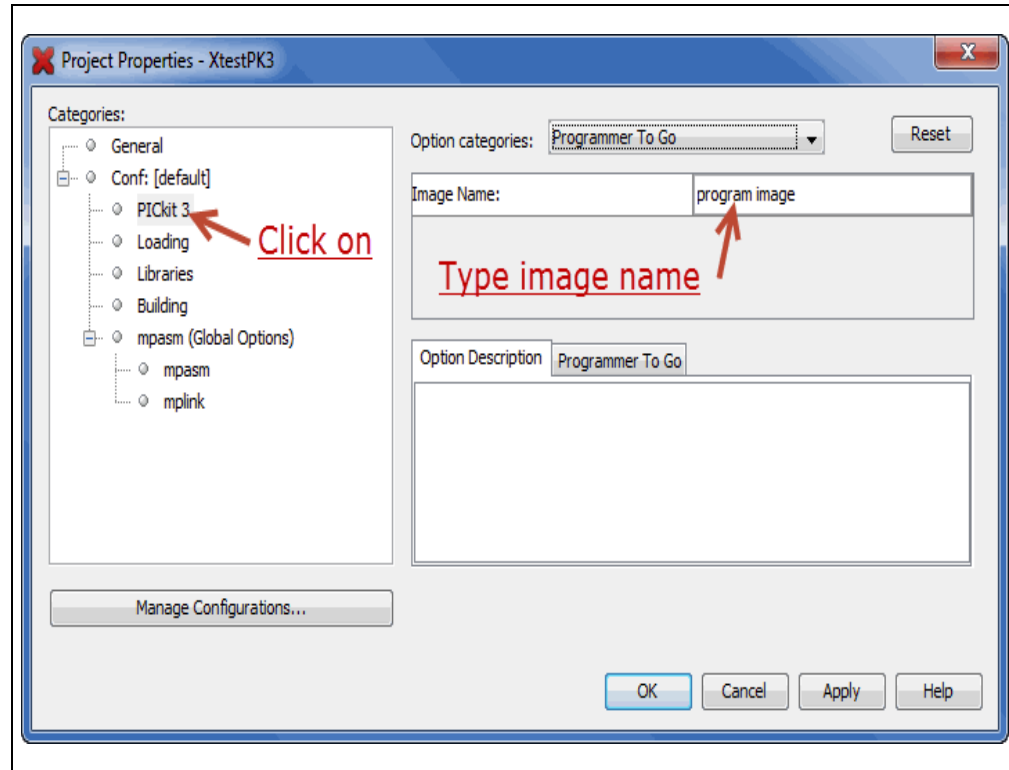 Project Properties - XtestPK3
X
Categories:
General
Conf: [default]
PICkit 3
Loading
Libraries
Building
mpasm (Global Options)
mpasm
mplink
Click on
Manage Configurations...
Option categories: Programmer To Go Reset
Image Name: program image
Type image name
Option Description Programmer To Go
OK Cancel Apply Help